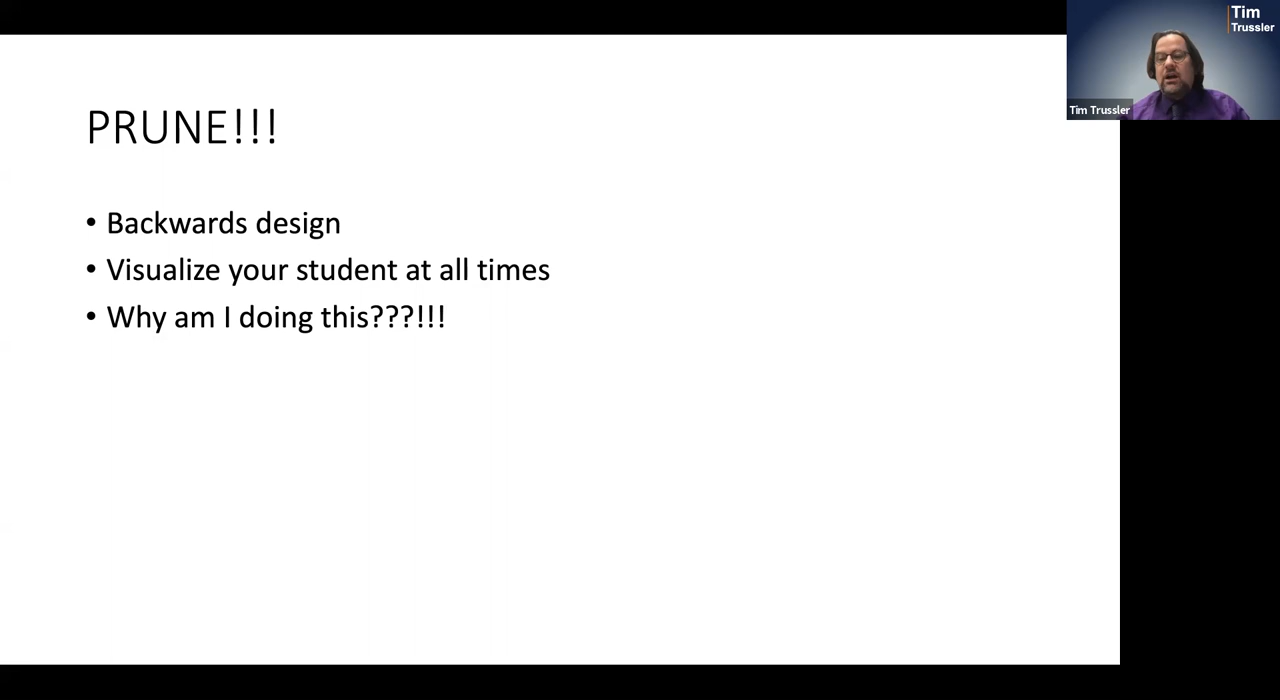 PRUNE!!!
• Backwards design
• Visualize your student at all times
• Why am I doing this???!!!
Tim
Trussler
Tim Trussler